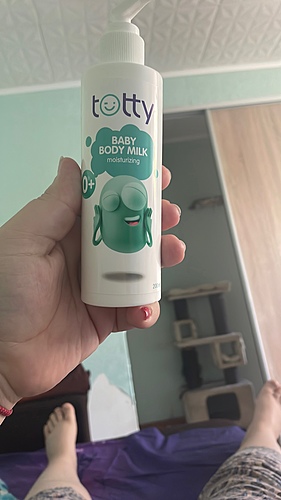 totty
BABY
BODY MILK
moisturizing
0+